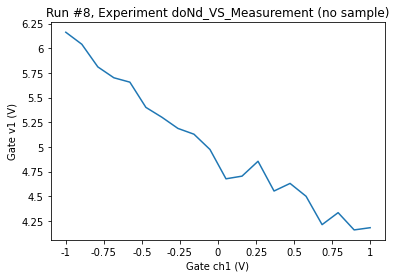 Run #8, Experiment doNd_VS_Measurement (no sample)
Gate v1 (V)
6.25
6
5.75
5.5
5.25
5
4.75
4.5
4.25
-1 -0.75 -0.5 -0.25 0 0.25 0.5 0.75 1
Gate ch1 (V)